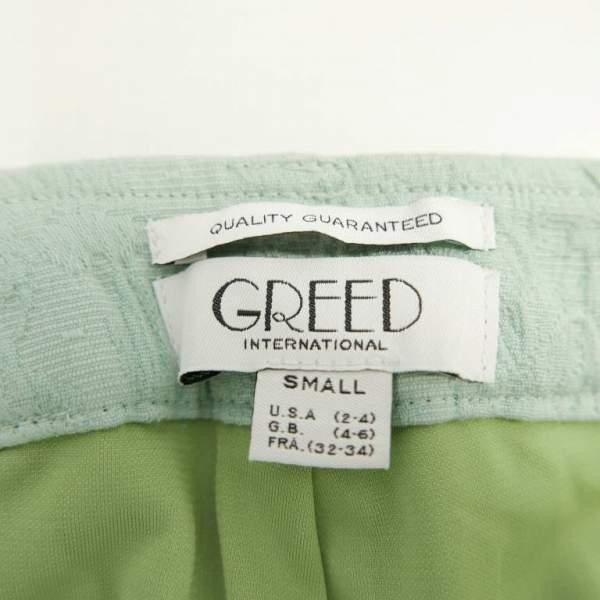 QUALITY GUARANTEED
GREED
INTERNATIONAL
SMALL
U.S.A (2-4)
G.B. (4-6)
FRA.(32-34)